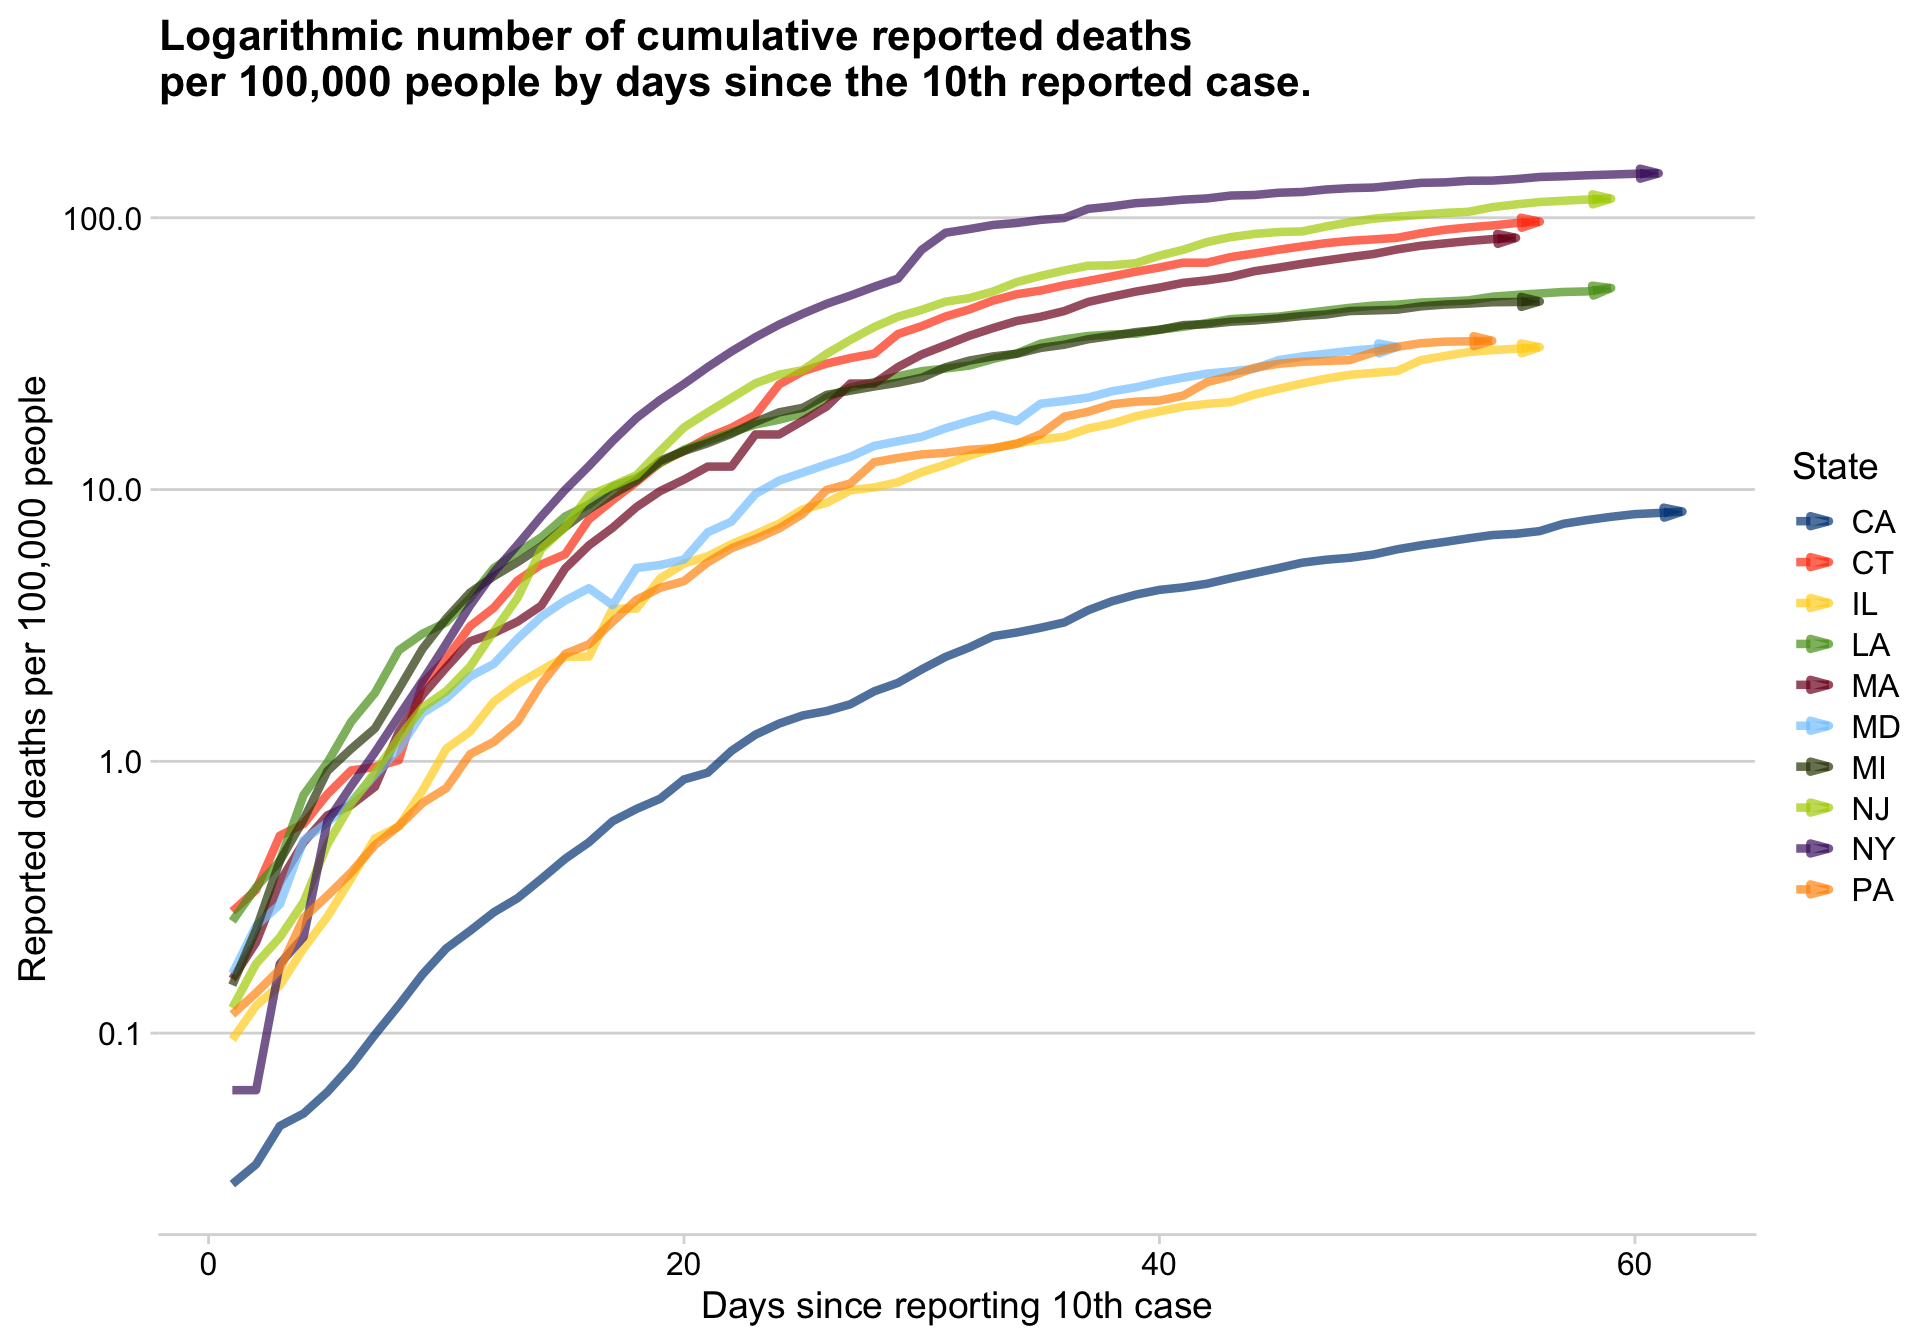 Logarithmic number of cumulative reported deaths
per 100,000 people by days since the 10th reported case.
Reported deaths per 100,000 people
100.0
10.0
1.0
0.1
0
20
40
60
Days since reporting 10th case
State
CA
CT
IL
LA
MA
MD
MI
NJ
NY
PA